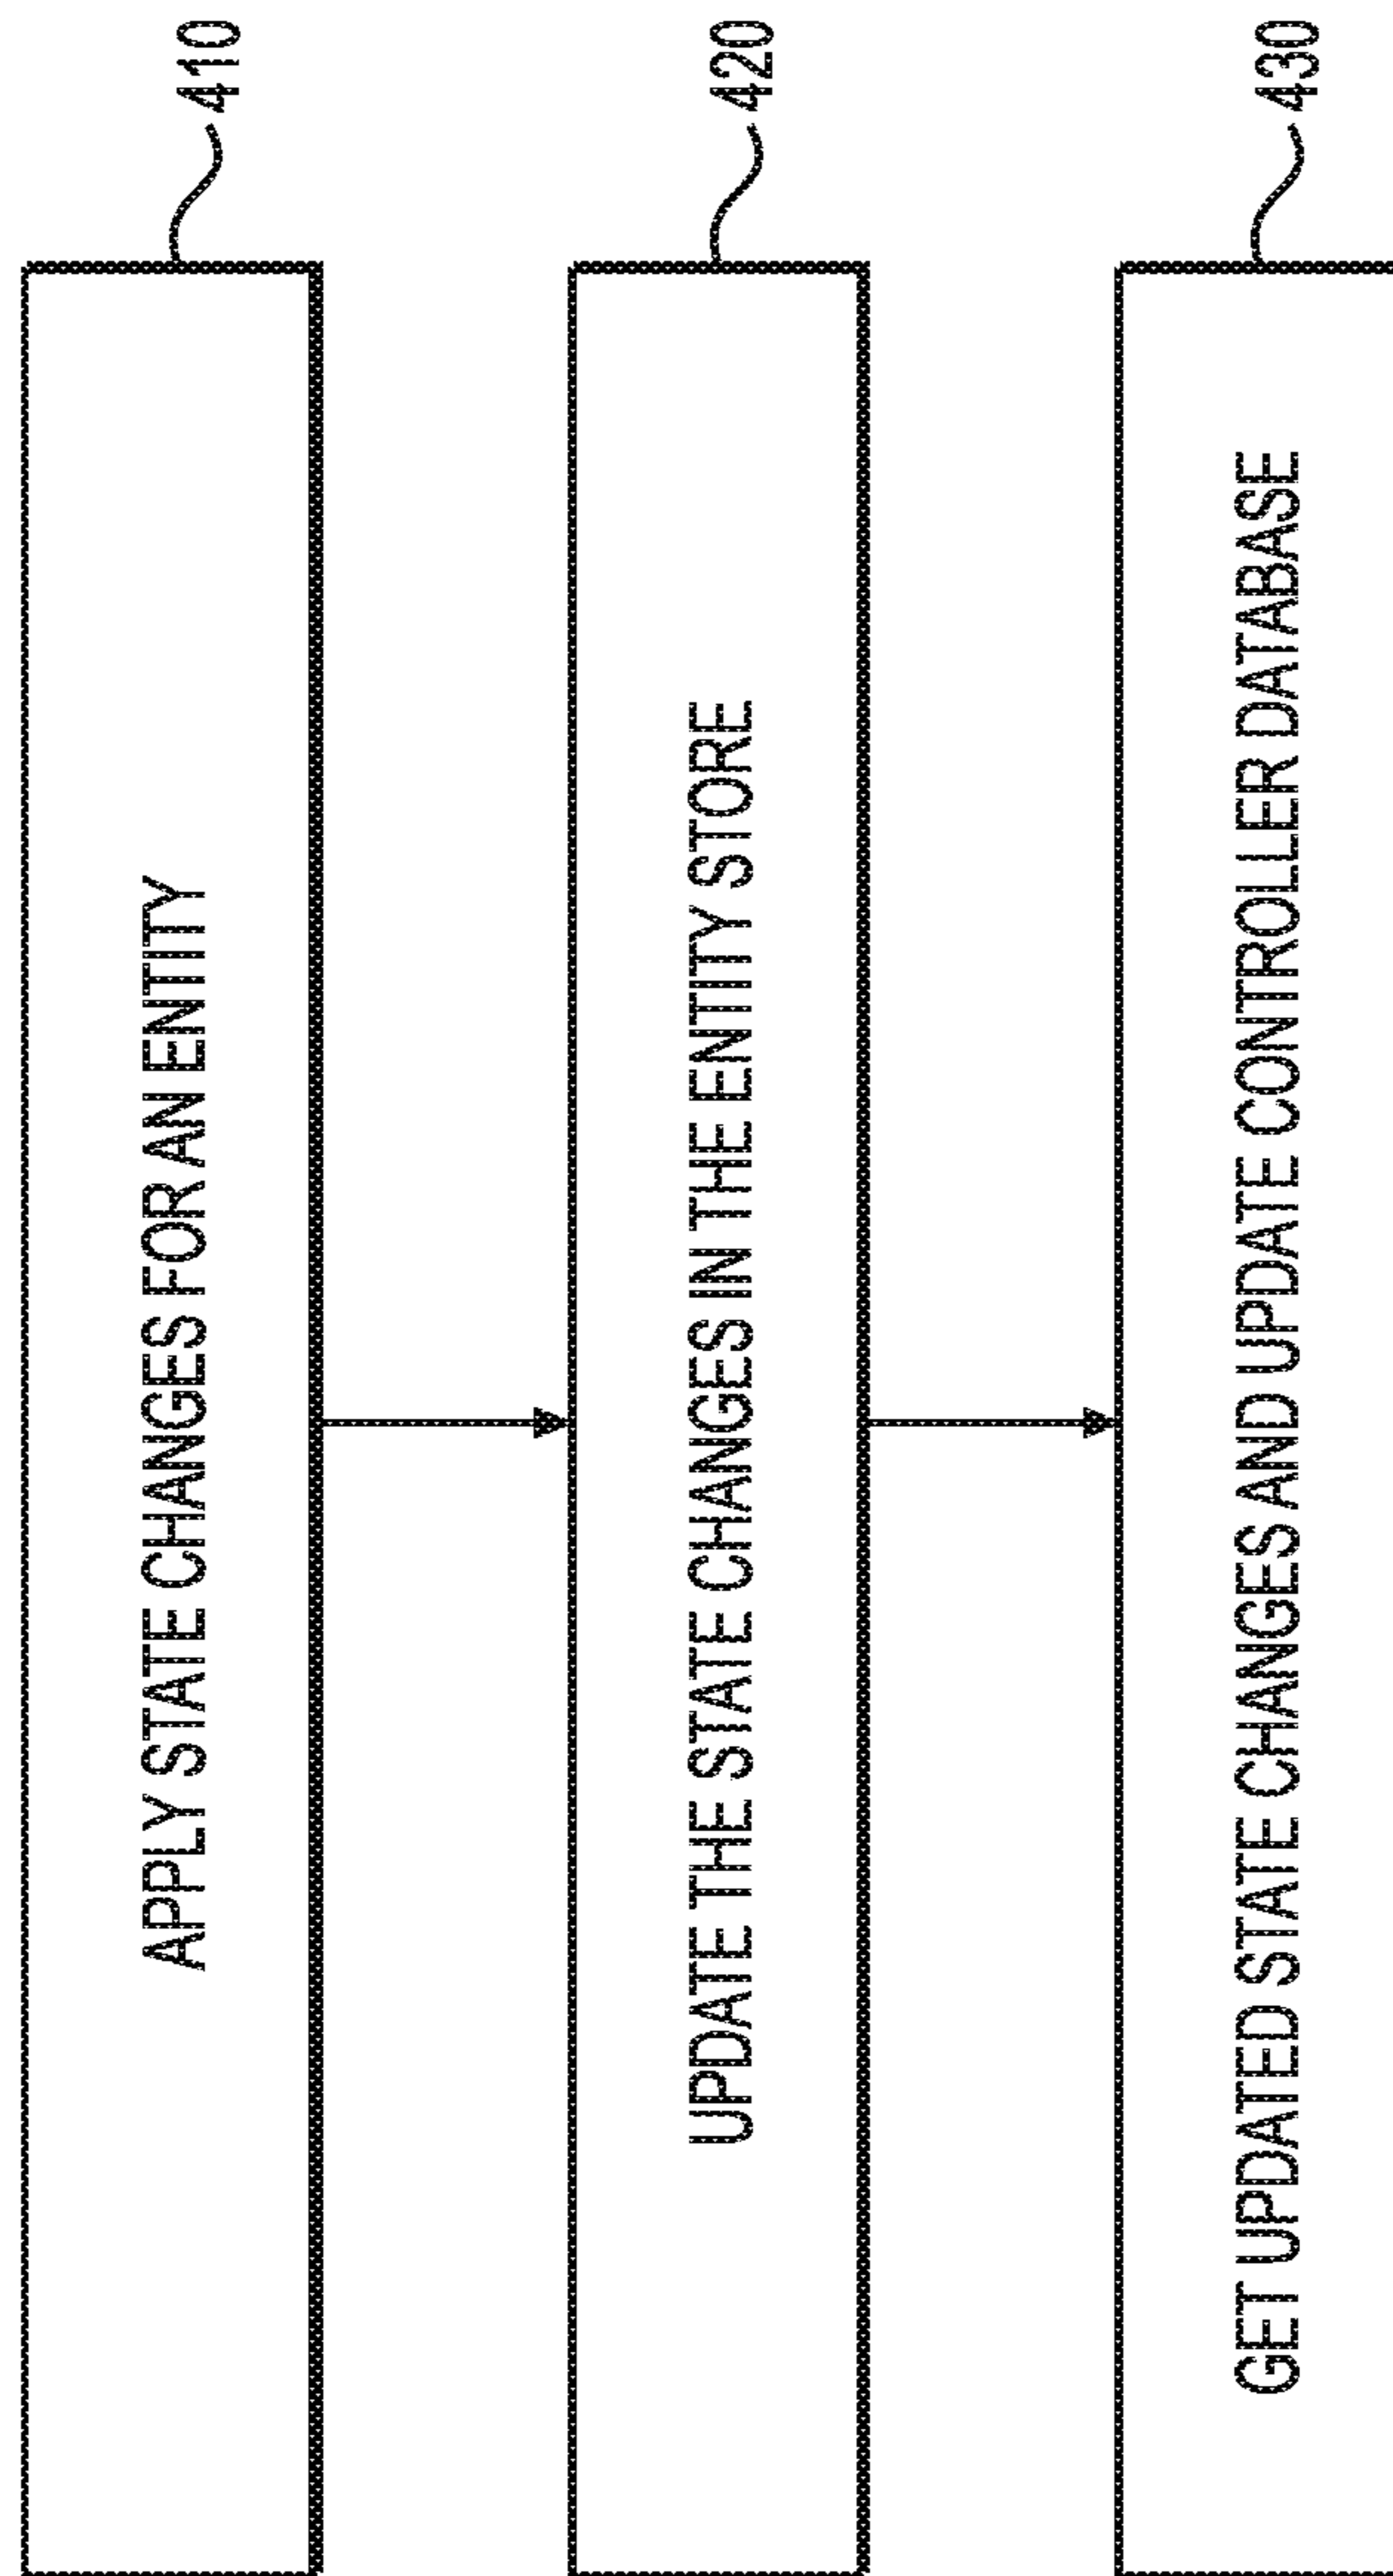 APPLY STATE CHANGES FOR AN ENTITY
410
UPDATE THE STATE CHANGES IN THE ENTITY STORE
420
GET UPDATED STATE CHANGES AND UPDATE CONTROLLER DATABASE
430